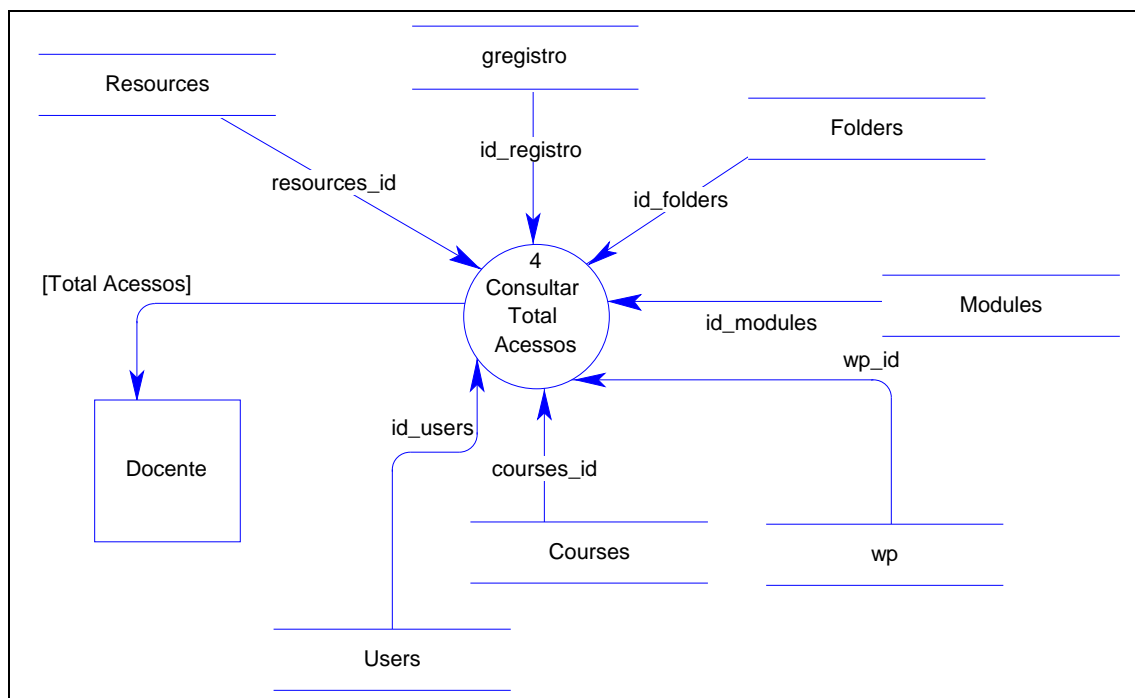 gregistro
Resources
Folders
id_registro
resources_id
id_folders
4
Consultar
Total
Acessos
[Total Acessos]
Modules
id_modules
wp_id
id_users
Docente
courses_id
Courses
wp
Users